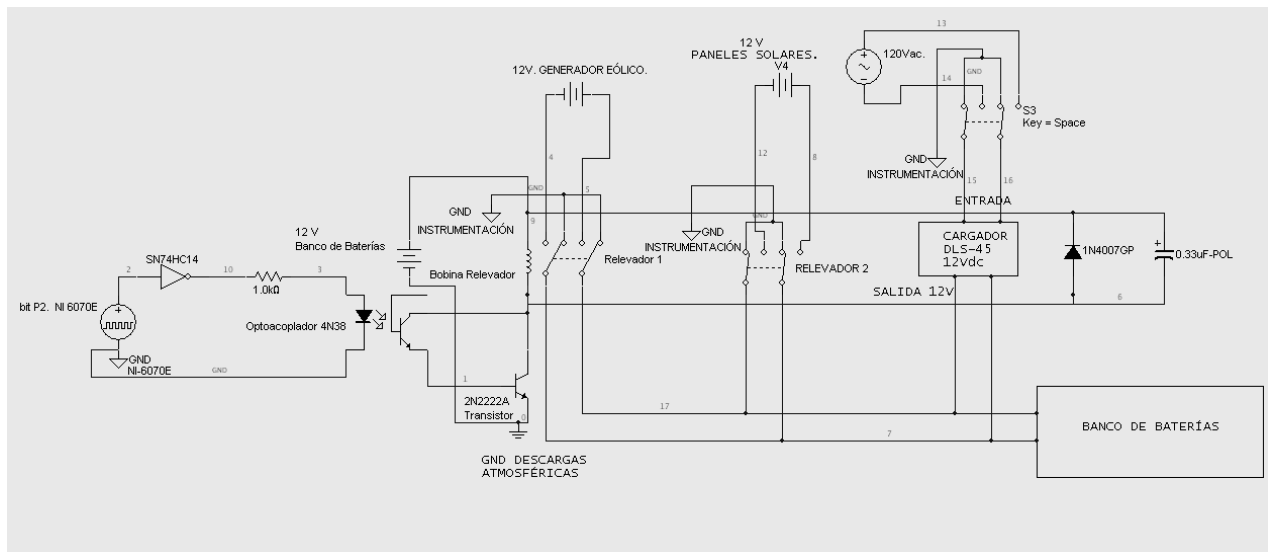 13
12 V
PANELES SOLARES.
V4
120Vac.
GND
14
S3
Key = Space
12V. GENERADOR EÓLICO.
4
5
12
8
GND
INSTRUMENTACIÓN
15
16
GND
GND
INSTRUMENTACIÓN
9
GND
GND
INSTRUMENTACIÓN
ENTRADA
12 V
Banco de Baterías
Bobina Relevador
Relevador 1
RELEVADOR 2
CARGADOR
DLS-45
12Vdc
1N4007GP
0.33uF-POL
SALIDA 12V
6
SN74HC14
2
10
3
1.0kΩ
bit P2. NI 6070E
Optoacoplador 4N38
GND
NI-6070E
GND
1
2N2222A
Transistor
0
17
7
BANCO DE BATERÍAS
GND DESCARGAS
ATMOSFÉRICAS